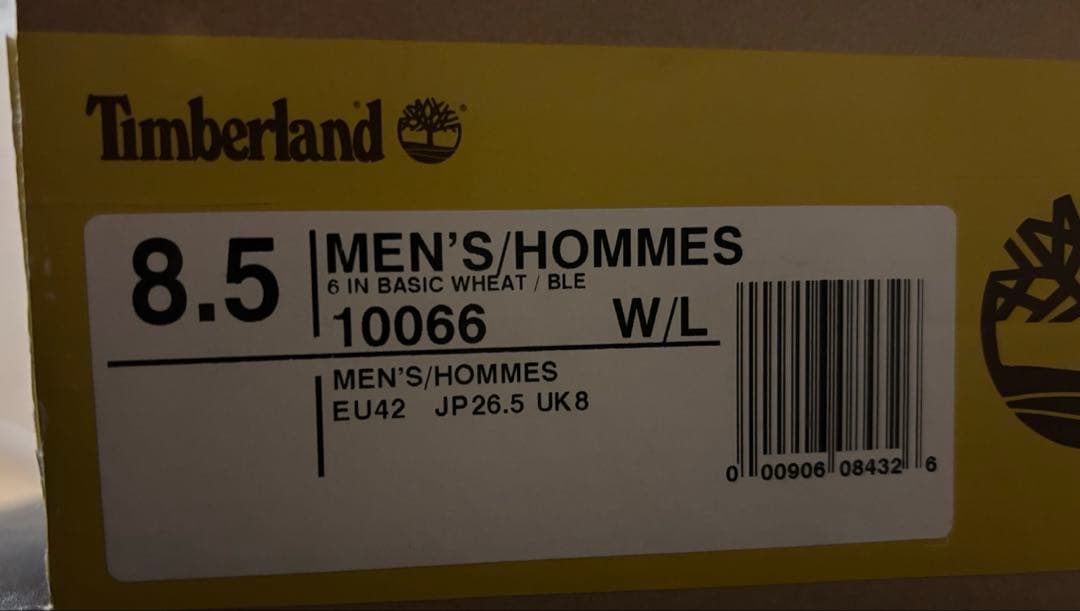 Timberland
8.5
MEN'S/HOMMES
6 IN BASIC WHEAT / BLE
10066 W/L
MEN'S/HOMMES
EU42 JP26.5 UK8
0 00906 08432 6